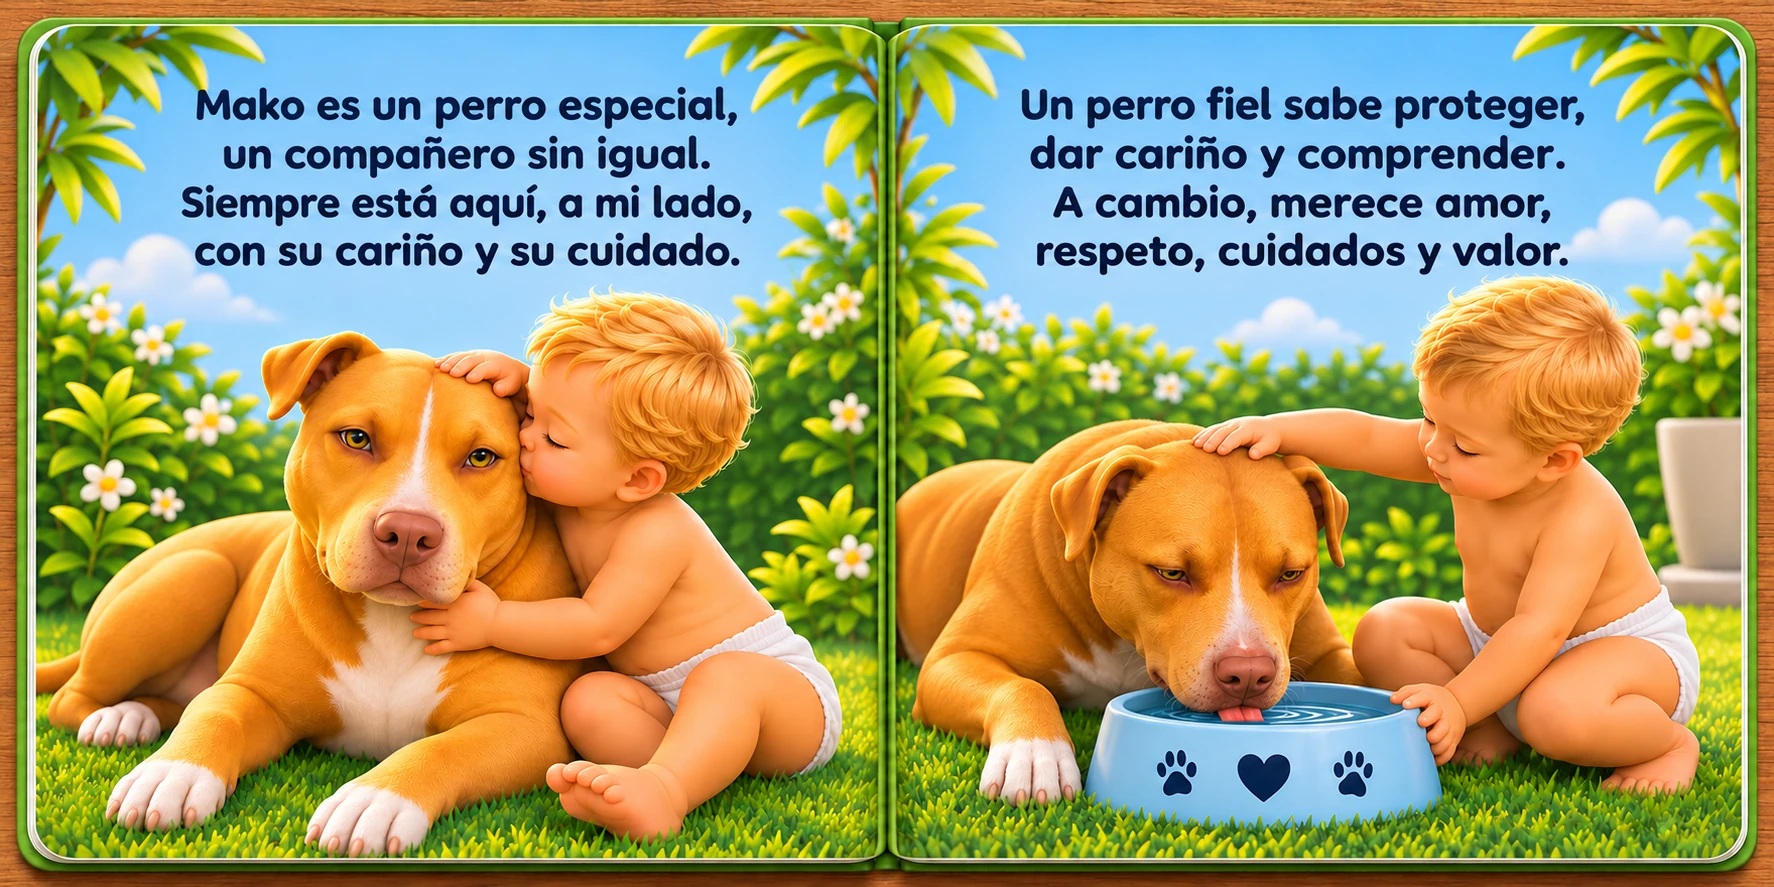 Mako es un perro especial,
un compañero sin igual.
Siempre está aquí, a mi lado,
con su cariño y su cuidado.
Un perro fiel sabe proteger,
dar cariño y comprender.
A cambio, merece amor,
respeto, cuidados y valor.